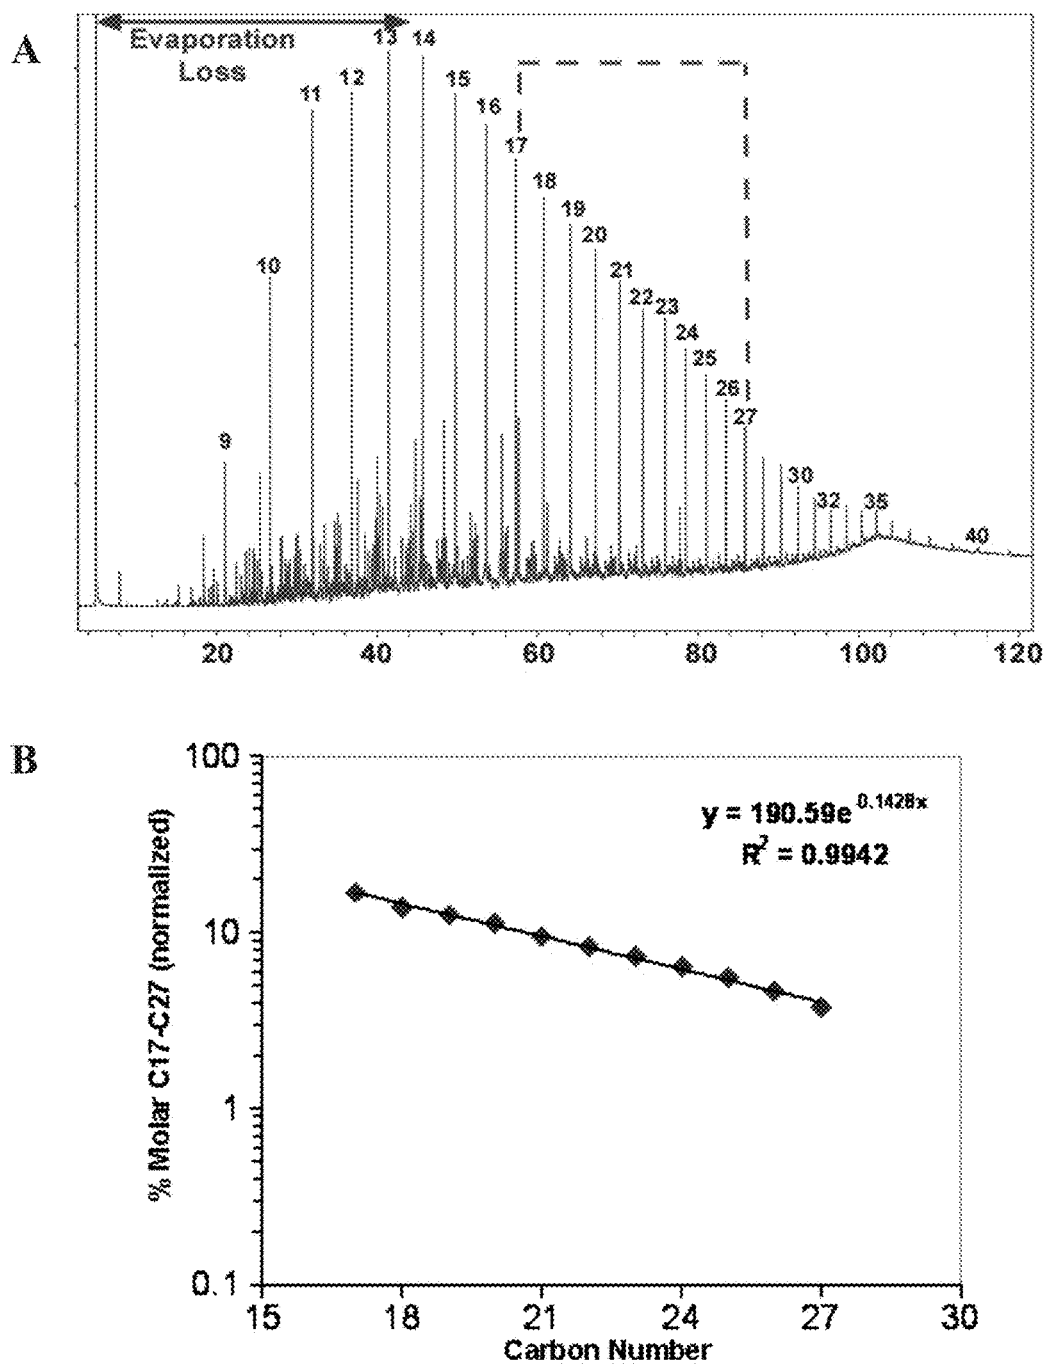 A
Evaporation
Loss
9
10
11
12
13
14
15
16
17
18
19
20
21
22
23
24
25
26
27
30
32
35
40
20 40 60 80 100 120
B
y = 190.59e^-0.1428x
R² = 0.9942
100
10
1
0.1
% Molar C17-C27 (normalized)
15 18 21 24 27 30
Carbon Number